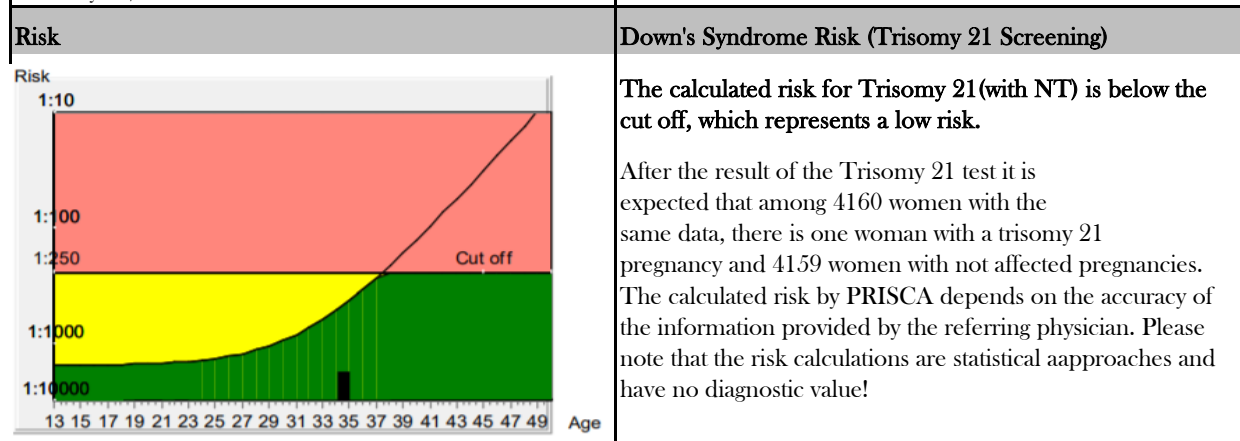 Risk
Down's Syndrome Risk (Trisomy 21 Screening)
Risk
1:10
1:100
1:250
Cut off
1:1000
1:10000
13 15 17 19 21 23 25 27 29 31 33 35 37 39 41 43 45 47 49 Age
The calculated risk for Trisomy 21(with NT) is below the
cut off, which represents a low risk.
After the result of the Trisomy 21 test it is
expected that among 4160 women with the
same data, there is one woman with a trisomy 21
pregnancy and 4159 women with not affected pregnancies.
The calculated risk by PRISCA depends on the accuracy of
the information provided by the referring physician. Please
note that the risk calculations are statistical aapproaches and
have no diagnostic value!